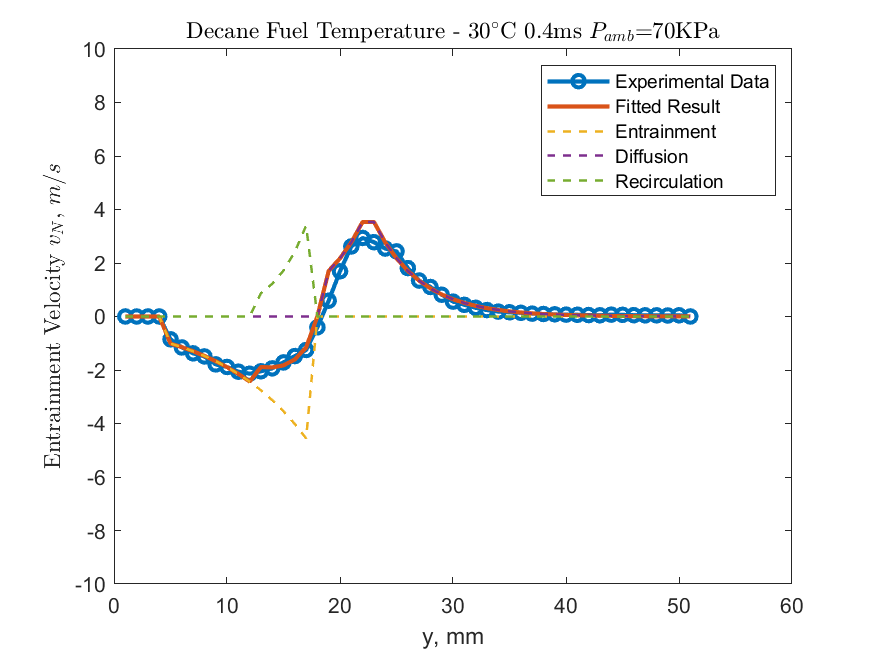 Decane Fuel Temperature - 30°C 0.4ms P_amb=70KPa
10
8
6
4
2
0
-2
-4
-6
-8
-10
Entrainment Velocity v_N, m/s
Experimental Data
Fitted Result
Entrainment
Diffusion
Recirculation
0 10 20 30 40 50 60
y, mm